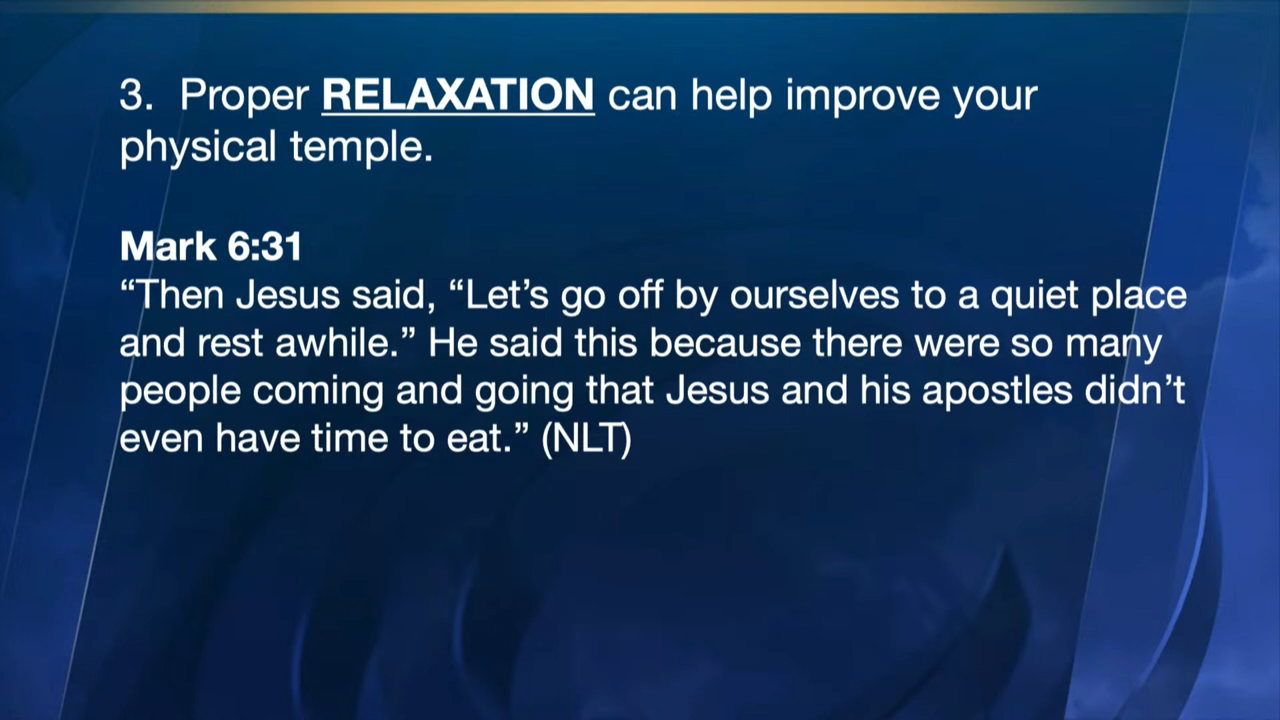 3. Proper RELAXATION can help improve your
physical temple.
Mark 6:31
“Then Jesus said, “Let’s go off by ourselves to a quiet place
and rest awhile.” He said this because there were so many
people coming and going that Jesus and his apostles didn’t
even have time to eat.” (NLT)